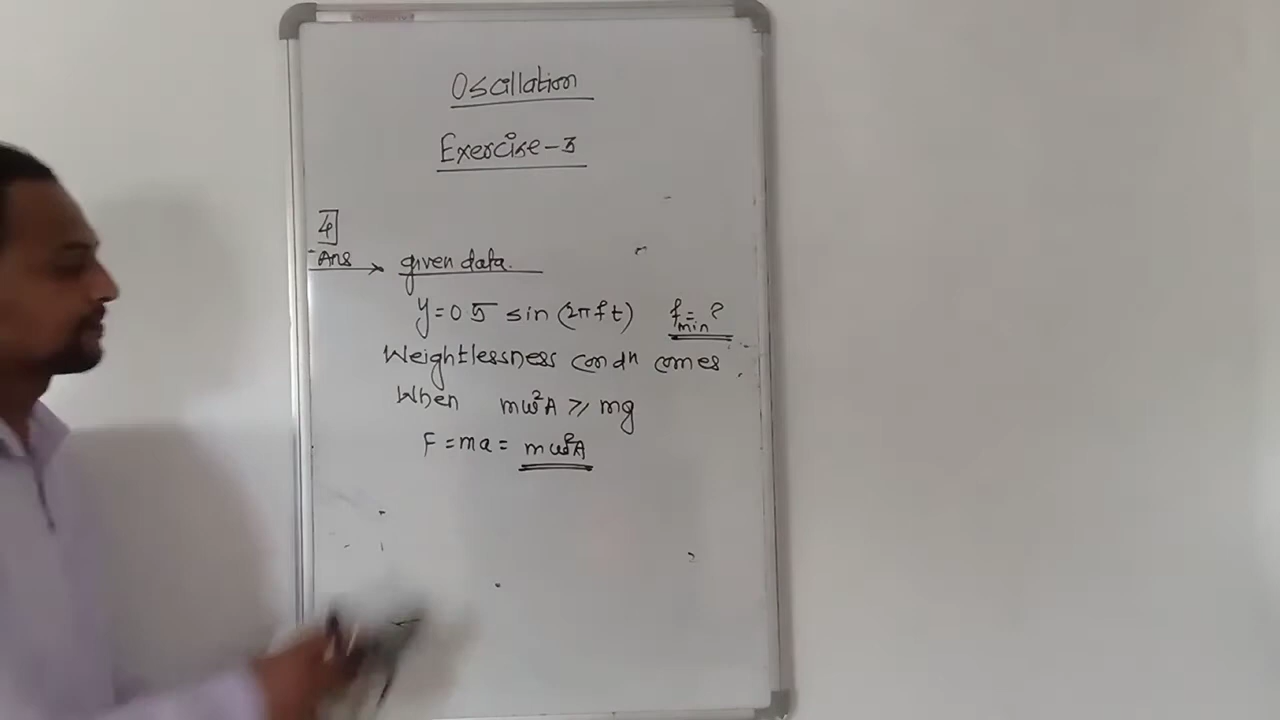 Oscillation
Exercise-3
4
Ans → given data.
y=0.5 sin (2πft) f min = ?
Weightlessness condⁿ comes
When mω²A ⩾ mg
F = ma = mω²A